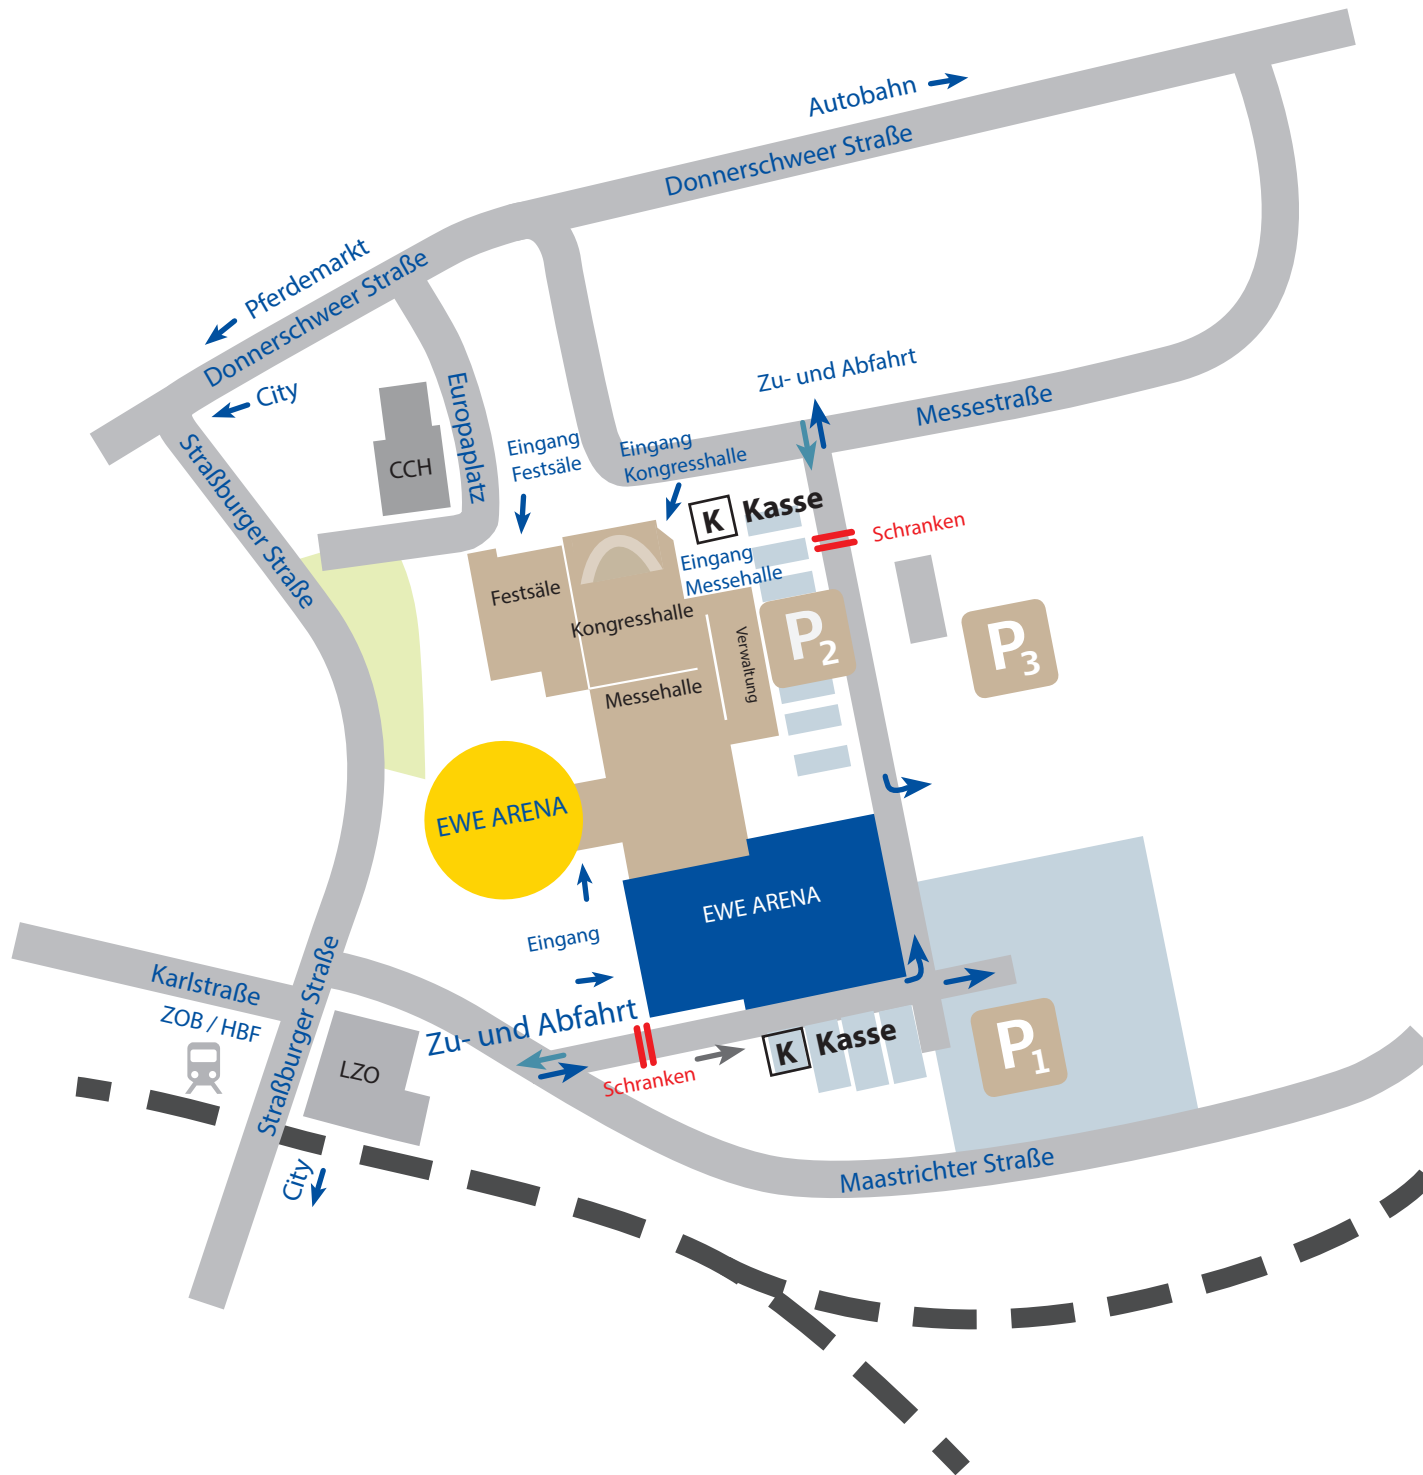 Autobahn
Donnerschweer Straße
Pferdemarkt
Donnerschweer Straße
City
Zu- und Abfahrt
Messestraße
Europaplatz
Straßburger Straße
CCH
Eingang
Festsäle
Eingang
Kongresshalle
K Kasse
Schranken
Eingang
Messehalle
Festsäle
Kongresshalle
Verwaltung
P2
P3
Messehalle
EWE ARENA
EWE ARENA
Eingang
Karlstraße
ZOB / HBF
Straßburger Straße
Zu- und Abfahrt
K Kasse
Schranken
P1
LZO
City
Maastrichter Straße